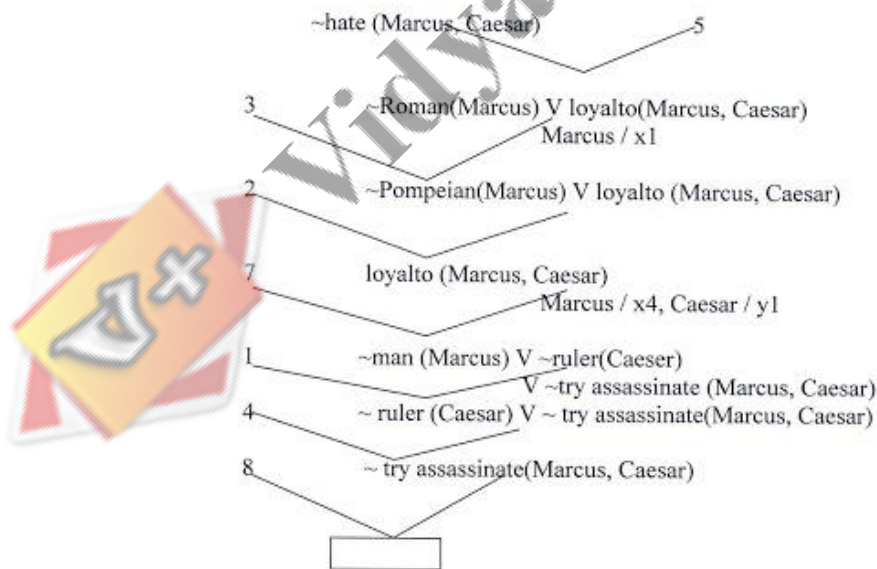 ~hate (Marcus, Caesar) 5
3 ~Roman(Marcus) V loyalto(Marcus, Caesar)
Marcus / x1
2 ~Pompeian(Marcus) V loyalto (Marcus, Caesar)
7 loyalto (Marcus, Caesar)
Marcus / x4, Caesar / y1
1 ~man (Marcus) V ~ruler(Caeser)
V ~try assassinate (Marcus, Caesar)
4 ~ ruler (Caesar) V ~ try assassinate(Marcus, Caesar)
8 ~ try assassinate(Marcus, Caesar)
Vidya